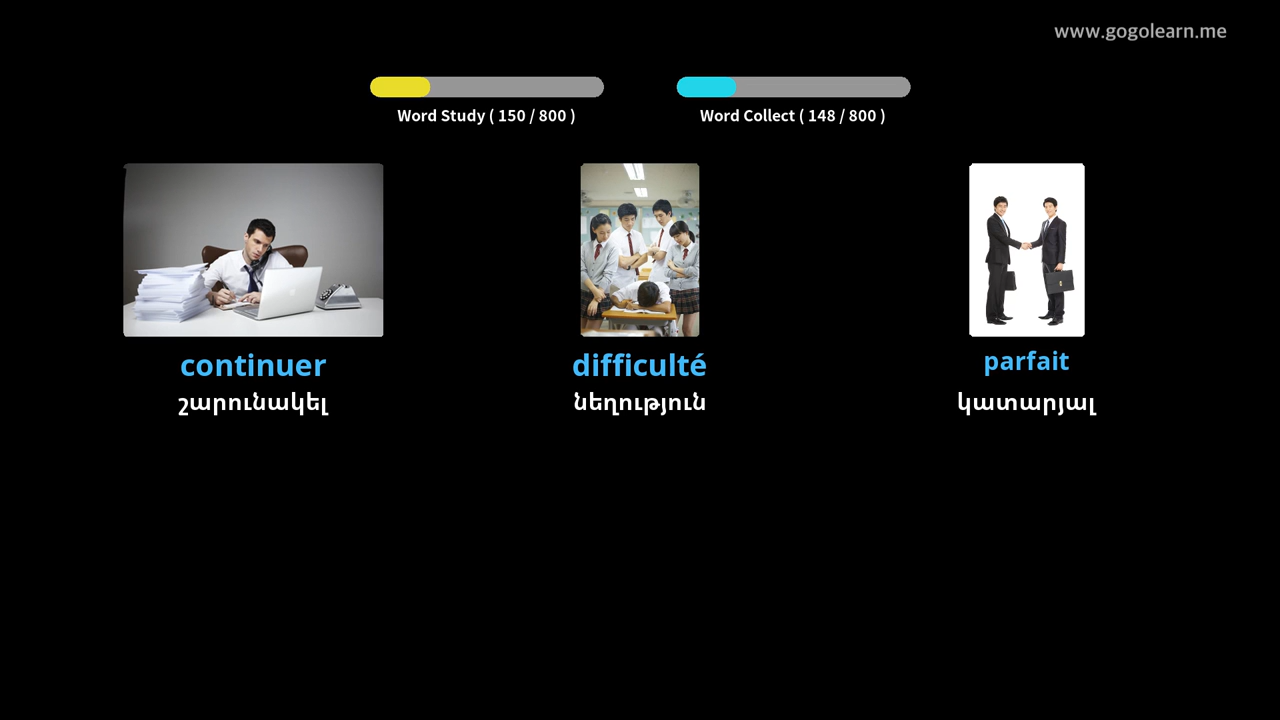 www.gogolearn.me
Word Study ( 150 / 800 )
Word Collect ( 148 / 800 )
continuer
շարունակել
difficulté
նեղություն
parfait
կատարյալ